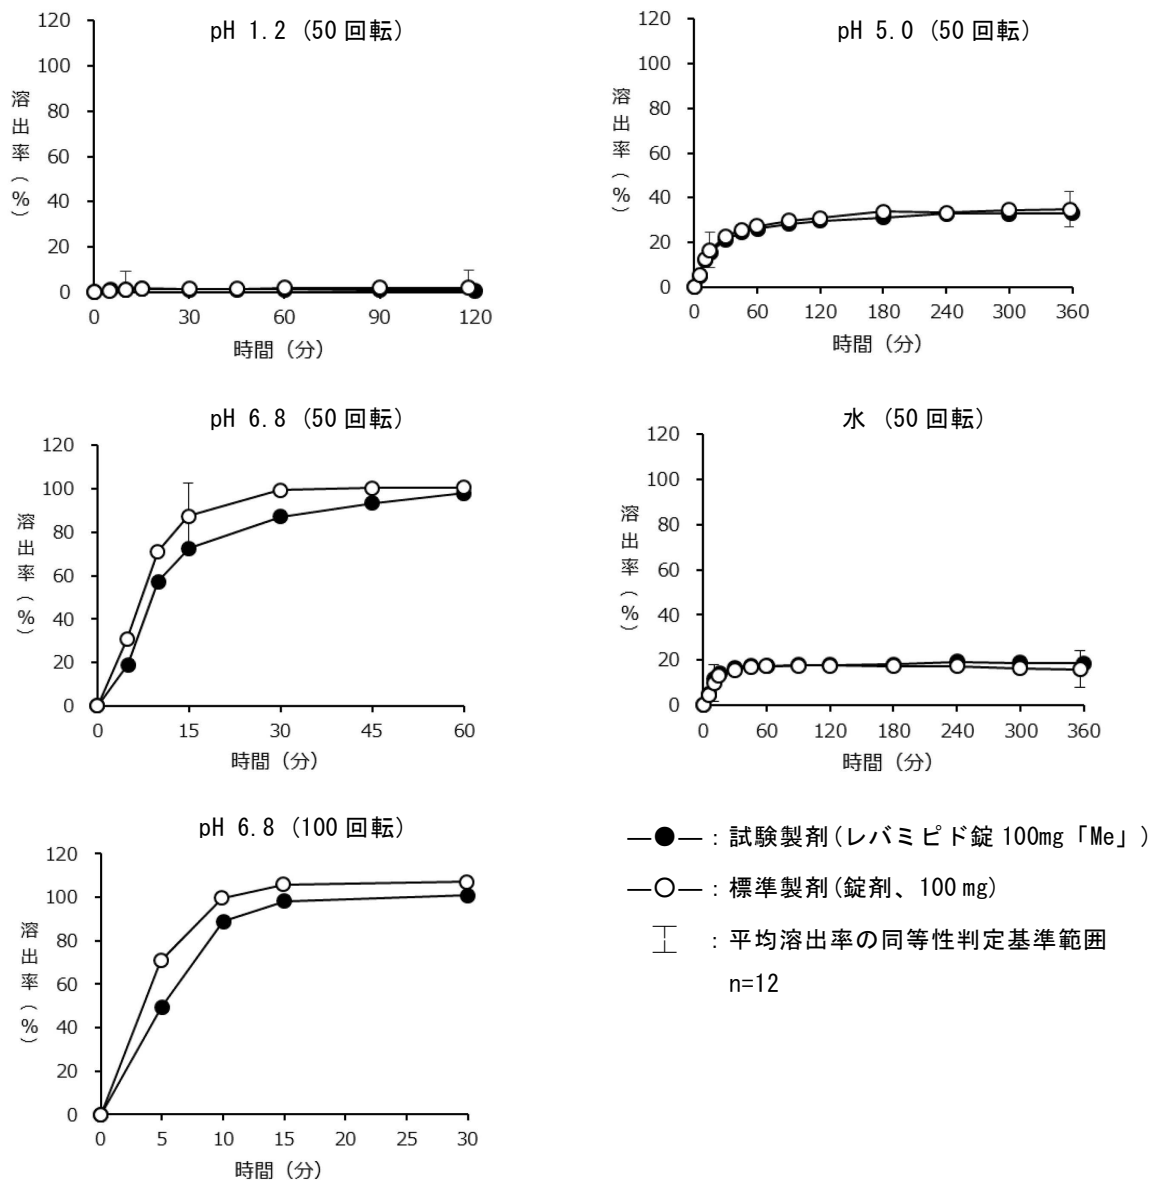 pH 1.2 (50 回転)
120
100
80
60
40
20
0
溶出率(%)
0 30 60 90 120
時間 (分)
pH 5.0 (50 回転)
120
100
80
60
40
20
0
溶出率(%)
0 60 120 180 240 300 360
時間 (分)
pH 6.8 (50 回転)
120
100
80
60
40
20
0
溶出率(%)
0 15 30 45 60
時間 (分)
水 (50 回転)
120
100
80
60
40
20
0
溶出率(%)
0 60 120 180 240 300 360
時間 (分)
pH 6.8 (100 回転)
120
100
80
60
40
20
0
溶出率(%)
0 5 10 15 20 25 30
時間 (分)
: 試験製剤(レバミピド錠 100mg「Me」)
: 標準製剤(錠剤、100 mg)
: 平均溶出率の同等性判定基準範囲
n=12